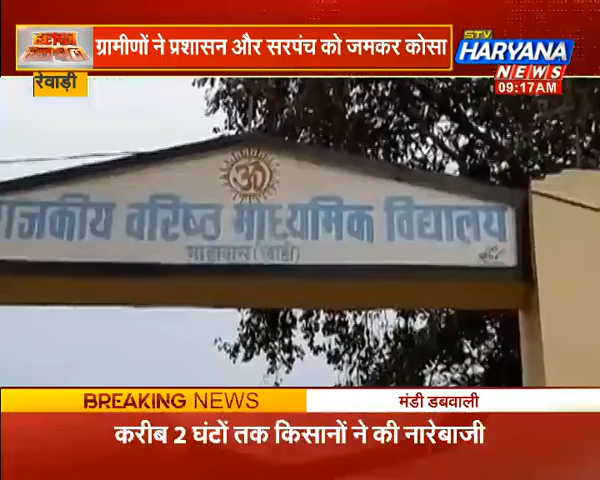 ग्रामीणों ने प्रशासन और सरपंच को जमकर कोसा
STV
HARYANA
NEWS
09:17AM
रेवाड़ी
ॐ
राजकीय वरिष्ठ माध्यमिक विद्यालय
BREAKING NEWS
मंडी डबवाली
करीब 2 घंटों तक किसानों ने की नारेबाजी